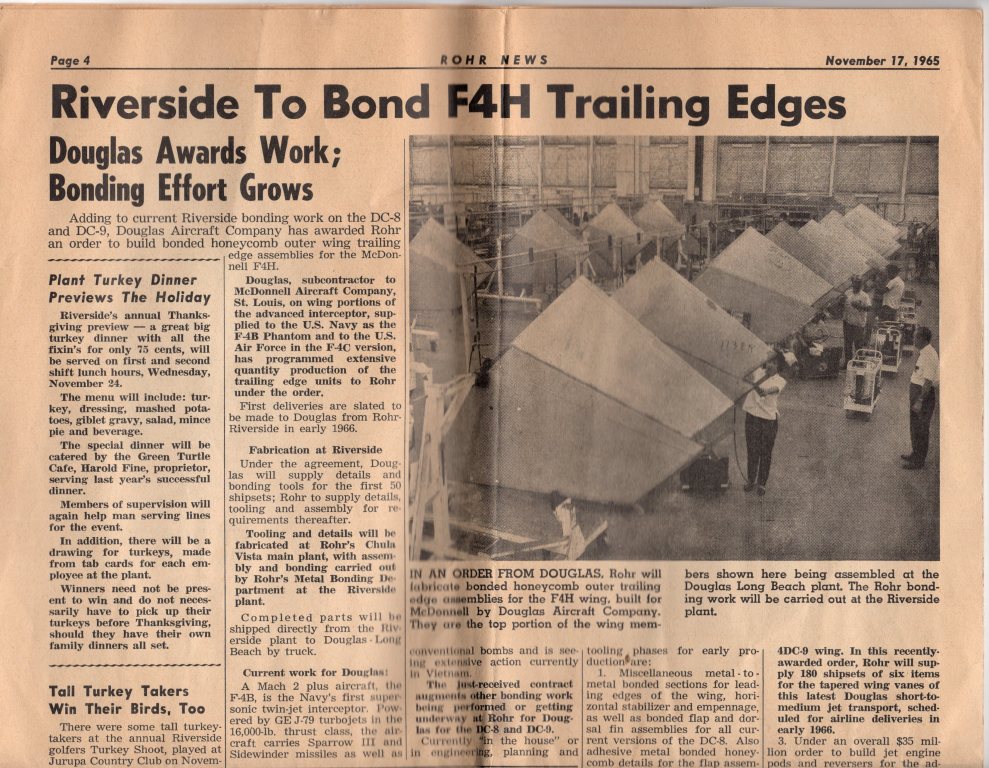 Page 4
ROHR NEWS
November 17, 1965
Riverside To Bond F4H Trailing Edges
Douglas Awards Work;
Bonding Effort Grows
Adding to current Riverside bonding work on the DC-8
and DC-9, Douglas Aircraft Company has awarded Rohr
an order to build bonded honeycomb outer wing trailing
edge assemblies for the McDon-
nell F4H.
Douglas, subcontractor to
McDonnell Aircraft Company,
St. Louis, on wing portions of
the advanced interceptor, sup-
plied to the U.S. Navy as the
F-4B Phantom and to the U.S.
Air Force in the F-4C version,
has programmed extensive
quantity production of the
trailing edge units to Rohr
under the order.
First deliveries are slated to
be made to Douglas from Rohr-
Riverside in early 1966.
Fabrication at Riverside
Under the agreement, Doug-
las will supply details and
bonding tools for the first 50
shipsets; Rohr to supply details,
tooling and assembly for re-
quirements thereafter.
Tooling and details will be
fabricated at Rohr's Chula
Vista main plant, with assem-
bly and bonding carried out
by Rohr's Metal Bonding De-
partment at the Riverside
plant.
Completed parts will be
shipped directly from the Riv-
erside plant to Douglas-Long
Beach by truck.
Current work for Douglas:
A Mach 2 plus aircraft, the
F-4B, is the Navy's first super-
sonic twin-jet interceptor. Pow-
ered by GE J-79 turbojets in the
16,000-lb. thrust class, the air-
craft carries Sparrow III and
Sidewinder missiles as well as
Plant Turkey Dinner
Previews The Holiday
Riverside's annual Thanks-
giving preview — a great big
turkey dinner with all the
fixin's for only 75 cents, will
be served on first and second
shift lunch hours, Wednesday,
November 24.
The menu will include: tur-
key, dressing, mashed pota-
toes, giblet gravy, salad, mince
pie and beverage.
The special dinner will be
catered by the Green Turtle
Cafe, Harold Fine, proprietor,
serving last year's successful
dinner.
Members of supervision will
again help man serving lines
for the event.
In addition, there will be a
drawing for turkeys, made
from tab cards for each em-
ployee at the plant.
Winners need not be pres-
ent to win and do not neces-
sarily have to pick up their
turkeys before Thanksgiving,
should they have their own
family dinners all set.
Tall Turkey Takers
Win Their Birds, Too
There were some tall turkey-
takers at the annual Riverside
golfers Turkey Shoot, played at
Jurupa Country Club on Novem-
IN AN ORDER FROM DOUGLAS, Rohr will
fabricate bonded honeycomb outer trailing
edge assemblies for the F4H wing, built for
McDonnell by Douglas Aircraft Company.
They are the top portion of the wing mem-
bers shown here being assembled at the
Douglas Long Beach plant. The Rohr bond-
ing work will be carried out at the Riverside
plant.
conventional bombs and is see-
ing extensive action currently
in Vietnam.
The just-received contract
augments other bonding work
being performed or getting
underway at Rohr for Doug-
las for the DC-8 and DC-9.
Currently "in the house" or
in engineering, planning and
tooling phases for early pro-
duction are:
1. Miscellaneous metal-to-
metal bonded sections for lead-
ing edges of the wing, hori-
zontal stabilizer and empennage,
as well as bonded flap and dor-
sal fin assemblies for all cur-
rent versions of the DC-8. Also
adhesive metal bonded honey-
comb details for the flap assem-
4DC-9 wing. In this recently-
awarded order, Rohr will sup-
ply 180 shipsets of six items
for the tapered wing vanes of
this latest Douglas short-to-
medium jet transport, sched-
uled for airline deliveries in
early 1966.
3. Under an overall $35 mil-
lion order to build jet engine
pods and reversers for the ad-